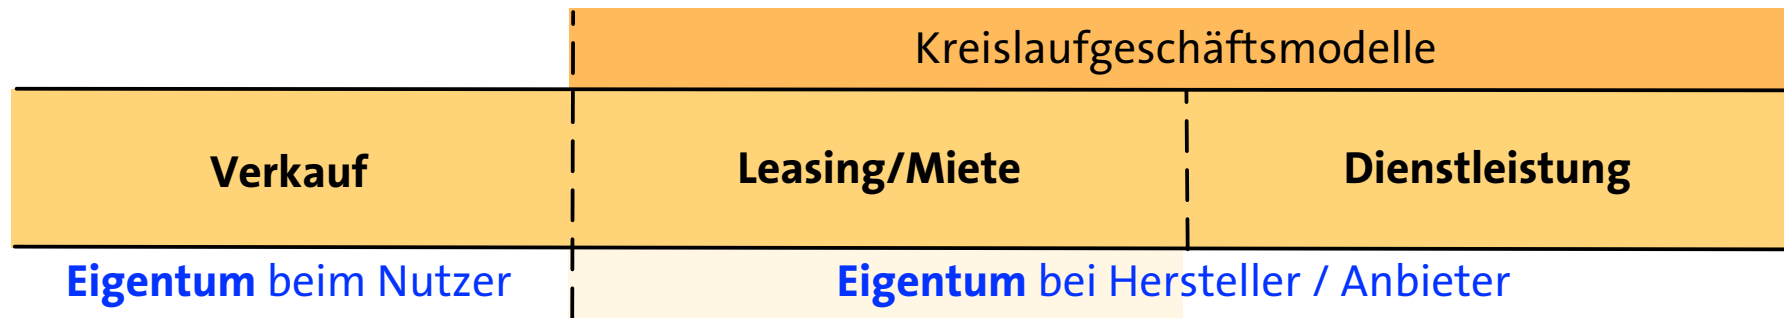 Kreislaufgeschäftsmodelle
Verkauf
Leasing/Miete
Dienstleistung
Eigentum beim Nutzer
Eigentum bei Hersteller / Anbieter